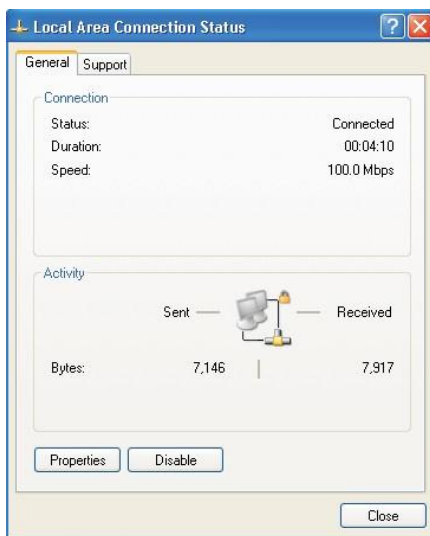 Local Area Connection Status
General Support
Connection
Status: Connected
Duration: 00:04:10
Speed: 100.0 Mbps
Activity
Sent Received
Bytes: 7,146 7,917
Properties Disable
Close